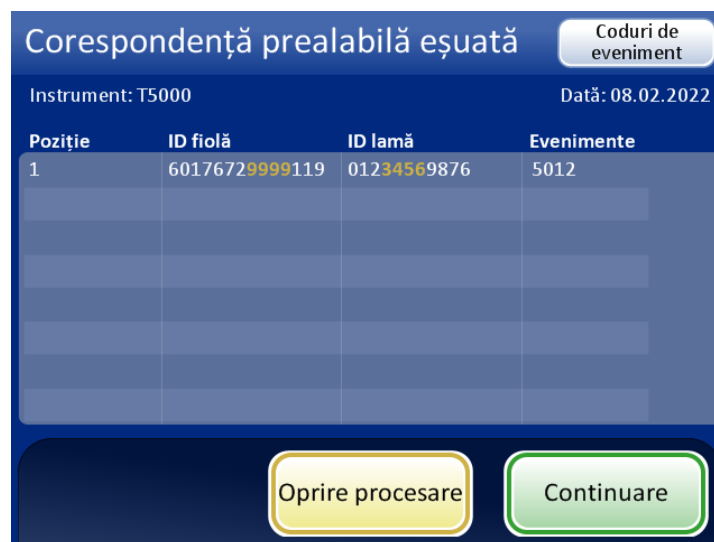 Corespondență prealabilă eșuată
Coduri de
eveniment
Instrument: T5000 Dată: 08.02.2022
Poziție ID fiolă ID lamă Evenimente
1 60176729999119 01234569876 5012
Oprire procesare Continuare